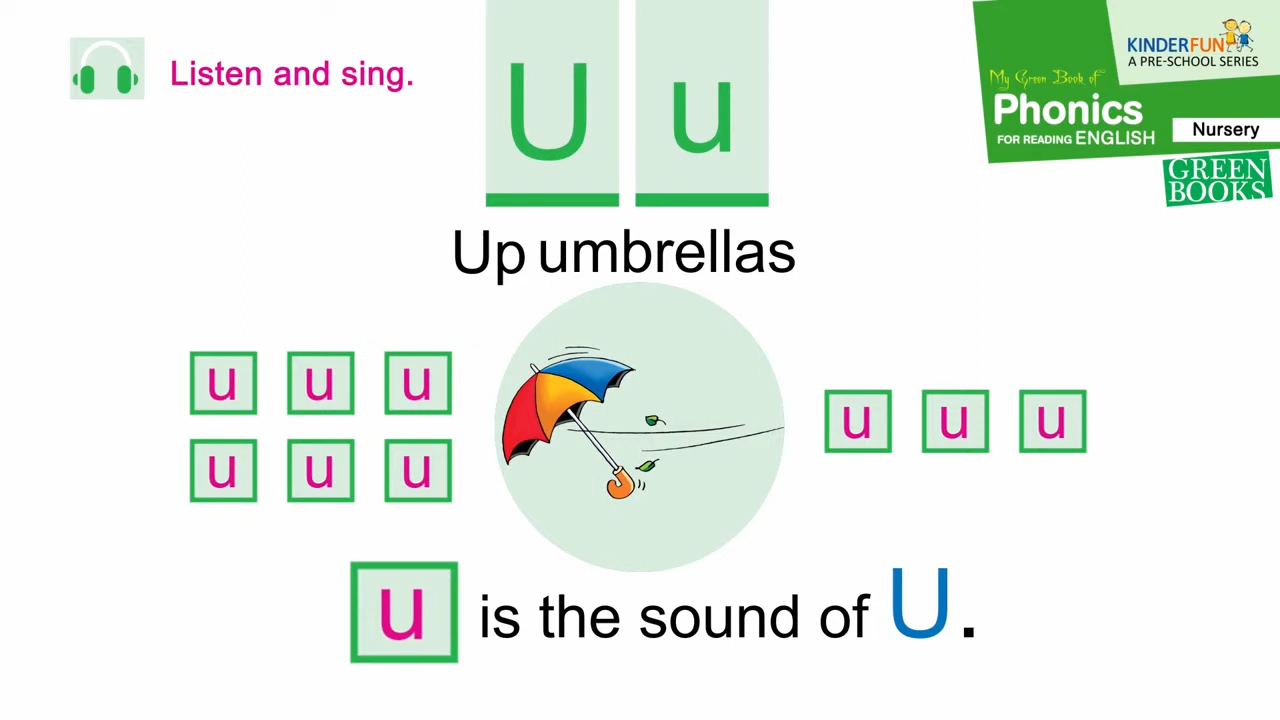 Listen and sing.
U u
KINDERFUN
A PRE-SCHOOL SERIES
My Green Book of
Phonics
FOR READING ENGLISH
Nursery
GREEN
BOOKS
Up umbrellas
u u u
u u u
u u u
u is the sound of U.